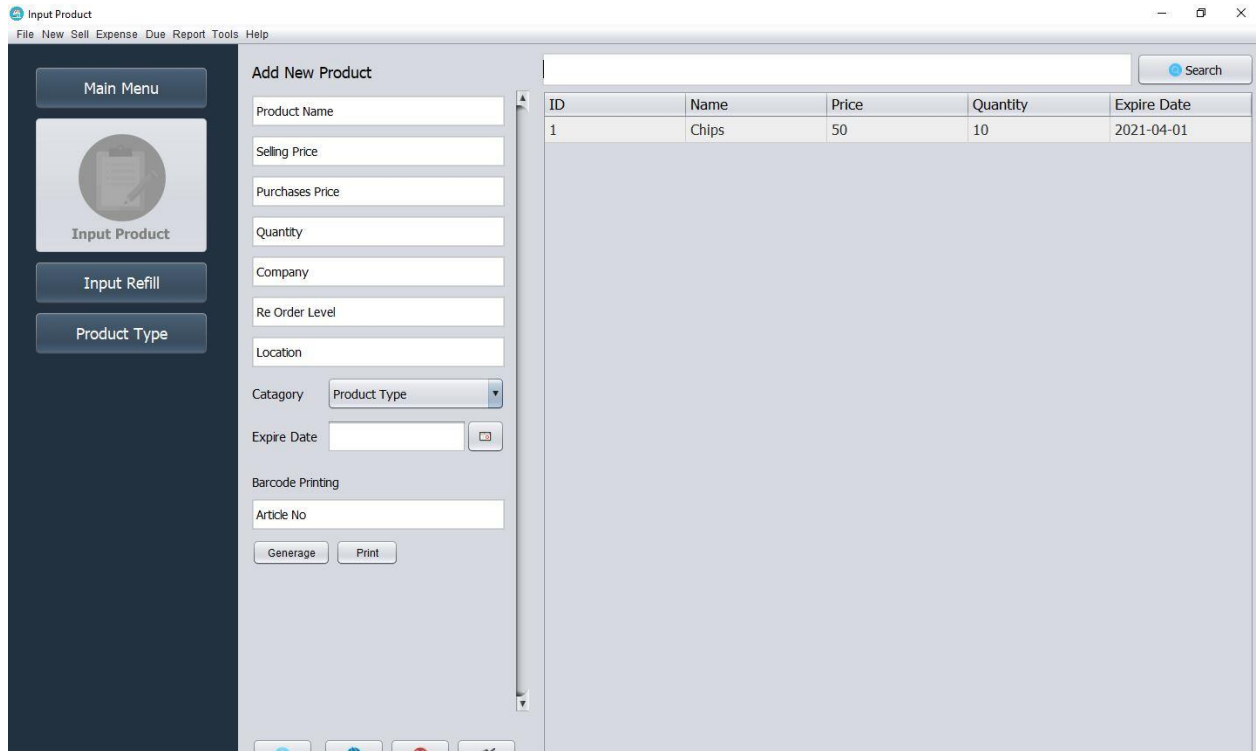 Input Product
File New Sell Expense Due Report Tools Help
Main Menu
Input Product
Input Refill
Product Type
Add New Product
Product Name
Selling Price
Purchases Price
Quantity
Company
Re Order Level
Location
Catagory Product Type
Expire Date
Barcode Printing
Article No
Generage Print
Search
ID Name Price Quantity Expire Date
1 Chips 50 10 2021-04-01